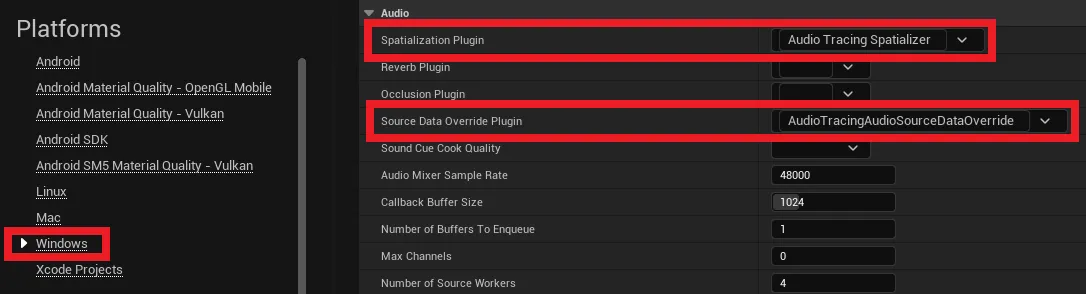 Platforms
Android
Android Material Quality - OpenGL Mobile
Android Material Quality - Vulkan
Android SDK
Android SM5 Material Quality - Vulkan
Linux
Mac
Windows
Xcode Projects
Audio
Spatialization Plugin Audio Tracing Spatializer
Reverb Plugin
Occlusion Plugin
Source Data Override Plugin AudioTracingAudioSourceDataOverride
Sound Cue Cook Quality
Audio Mixer Sample Rate 48000
Callback Buffer Size 1024
Number of Buffers To Enqueue 1
Max Channels 0
Number of Source Workers 4